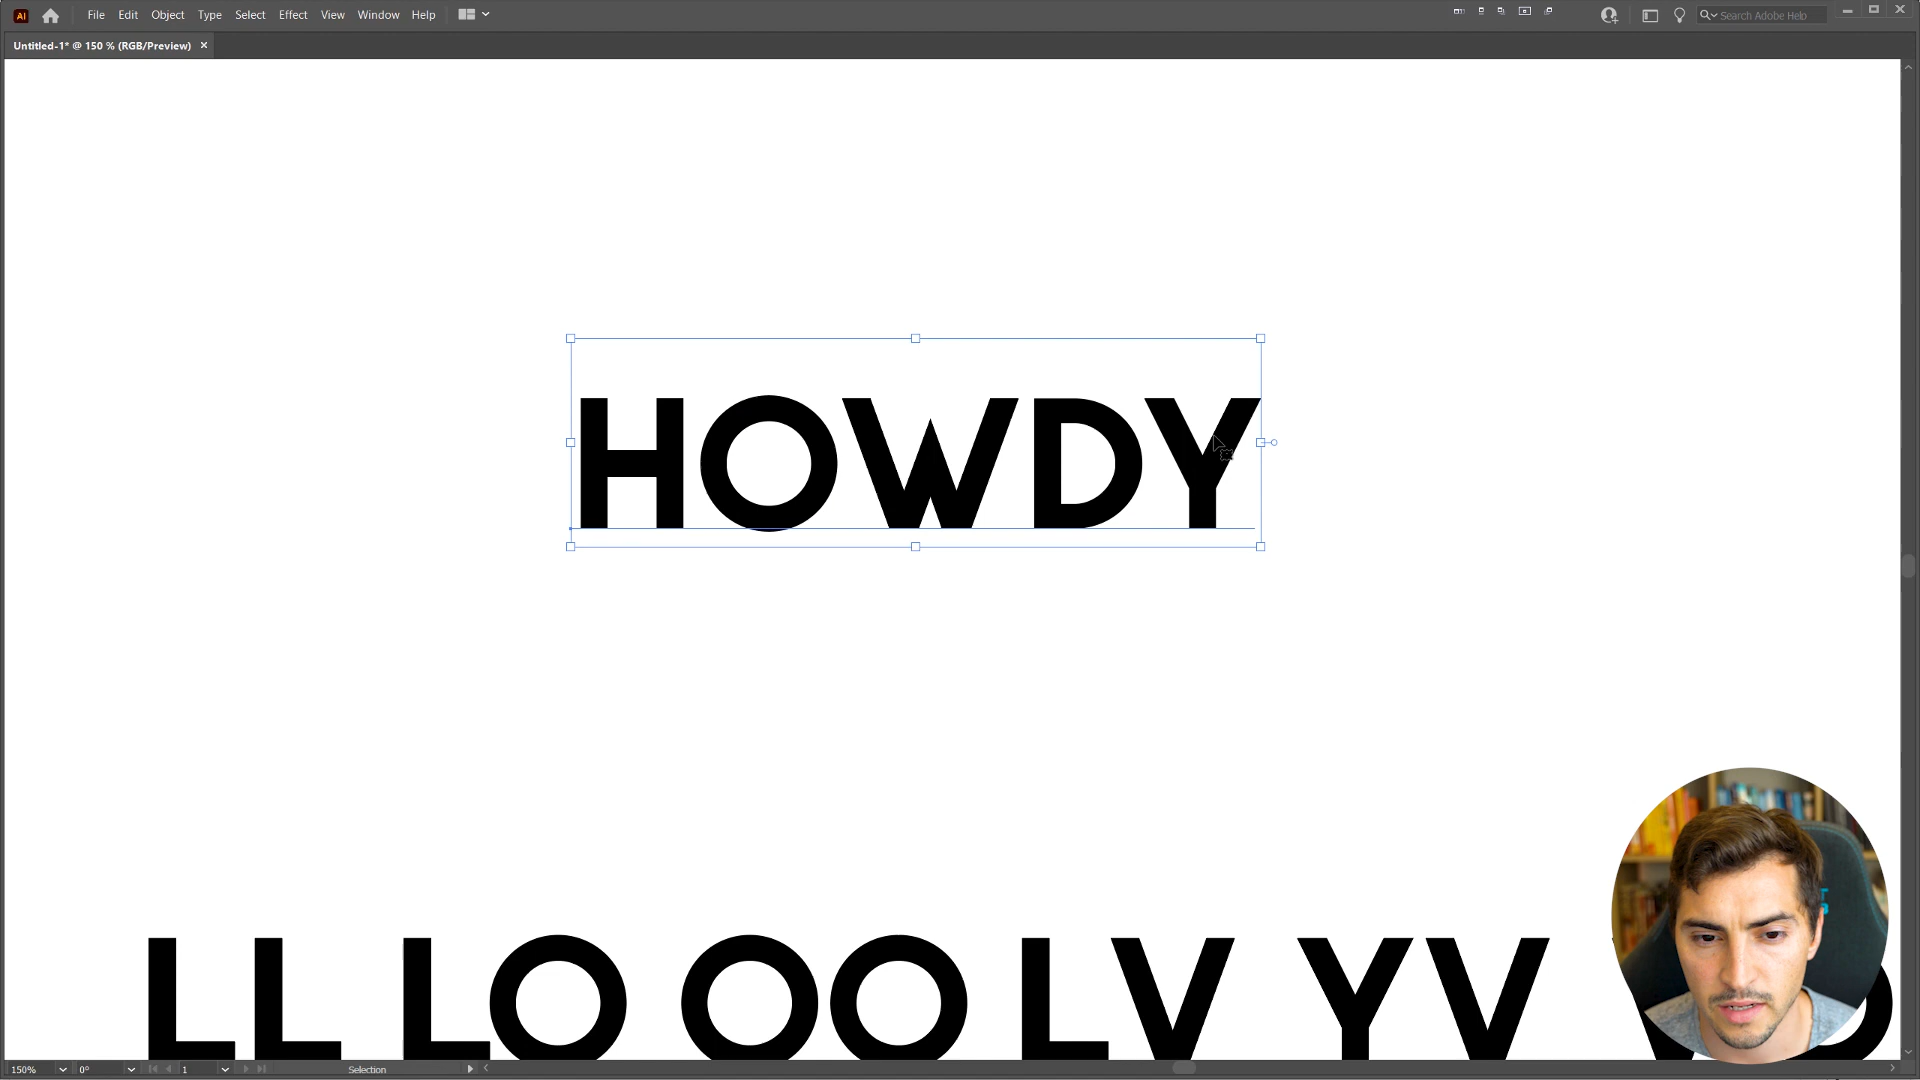 Ai File Edit Object Type Select Effect View Window Help Search Adobe Help
Untitled-1* @ 150 % (RGB/Preview) ×
HOWDY
LL LO OO LV YV
150% 0° 1 Selection